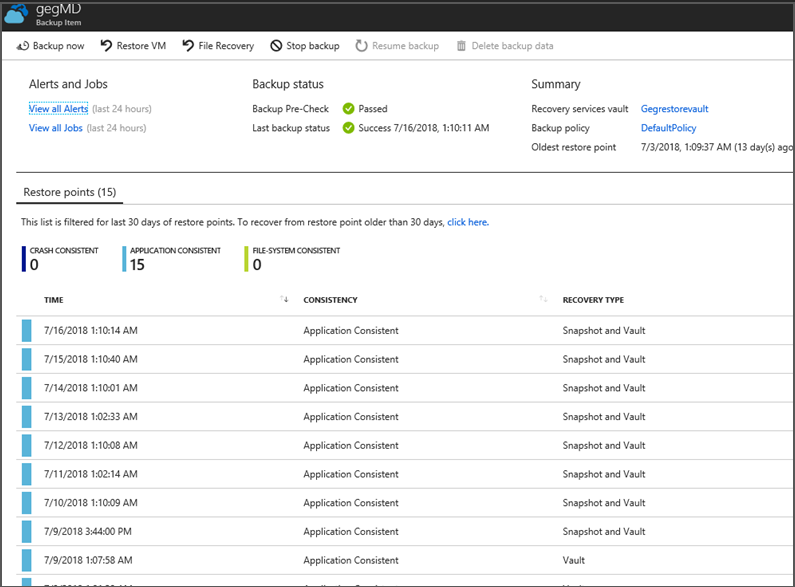 gegMD
Backup Item
Backup now Restore VM File Recovery Stop backup Resume backup Delete backup data
Alerts and Jobs
View all Alerts (last 24 hours)
View all Jobs (last 24 hours)
Backup status
Backup Pre-Check Passed
Last backup status Success 7/16/2018, 1:10:11 AM
Summary
Recovery services vault Gegrestorevault
Backup policy DefaultPolicy
Oldest restore point 7/3/2018, 1:09:37 AM (13 day(s) ago
Restore points (15)
This list is filtered for last 30 days of restore points. To recover from restore point older than 30 days, click here.
CRASH CONSISTENT
0
APPLICATION CONSISTENT
15
FILE-SYSTEM CONSISTENT
0
TIME CONSISTENCY RECOVERY TYPE
7/16/2018 1:10:14 AM Application Consistent Snapshot and Vault
7/15/2018 1:10:40 AM Application Consistent Snapshot and Vault
7/14/2018 1:10:01 AM Application Consistent Snapshot and Vault
7/13/2018 1:02:33 AM Application Consistent Snapshot and Vault
7/12/2018 1:10:08 AM Application Consistent Snapshot and Vault
7/11/2018 1:02:14 AM Application Consistent Snapshot and Vault
7/10/2018 1:10:09 AM Application Consistent Snapshot and Vault
7/9/2018 3:44:00 PM Application Consistent Snapshot and Vault
7/9/2018 1:07:58 AM Application Consistent Vault